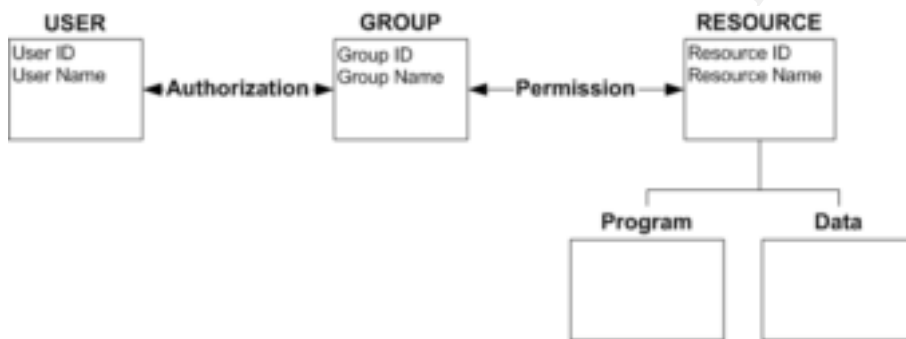 USER
GROUP
RESOURCE
User ID
User Name
Group ID
Group Name
Resource ID
Resource Name
Authorization
Permission
Program
Data